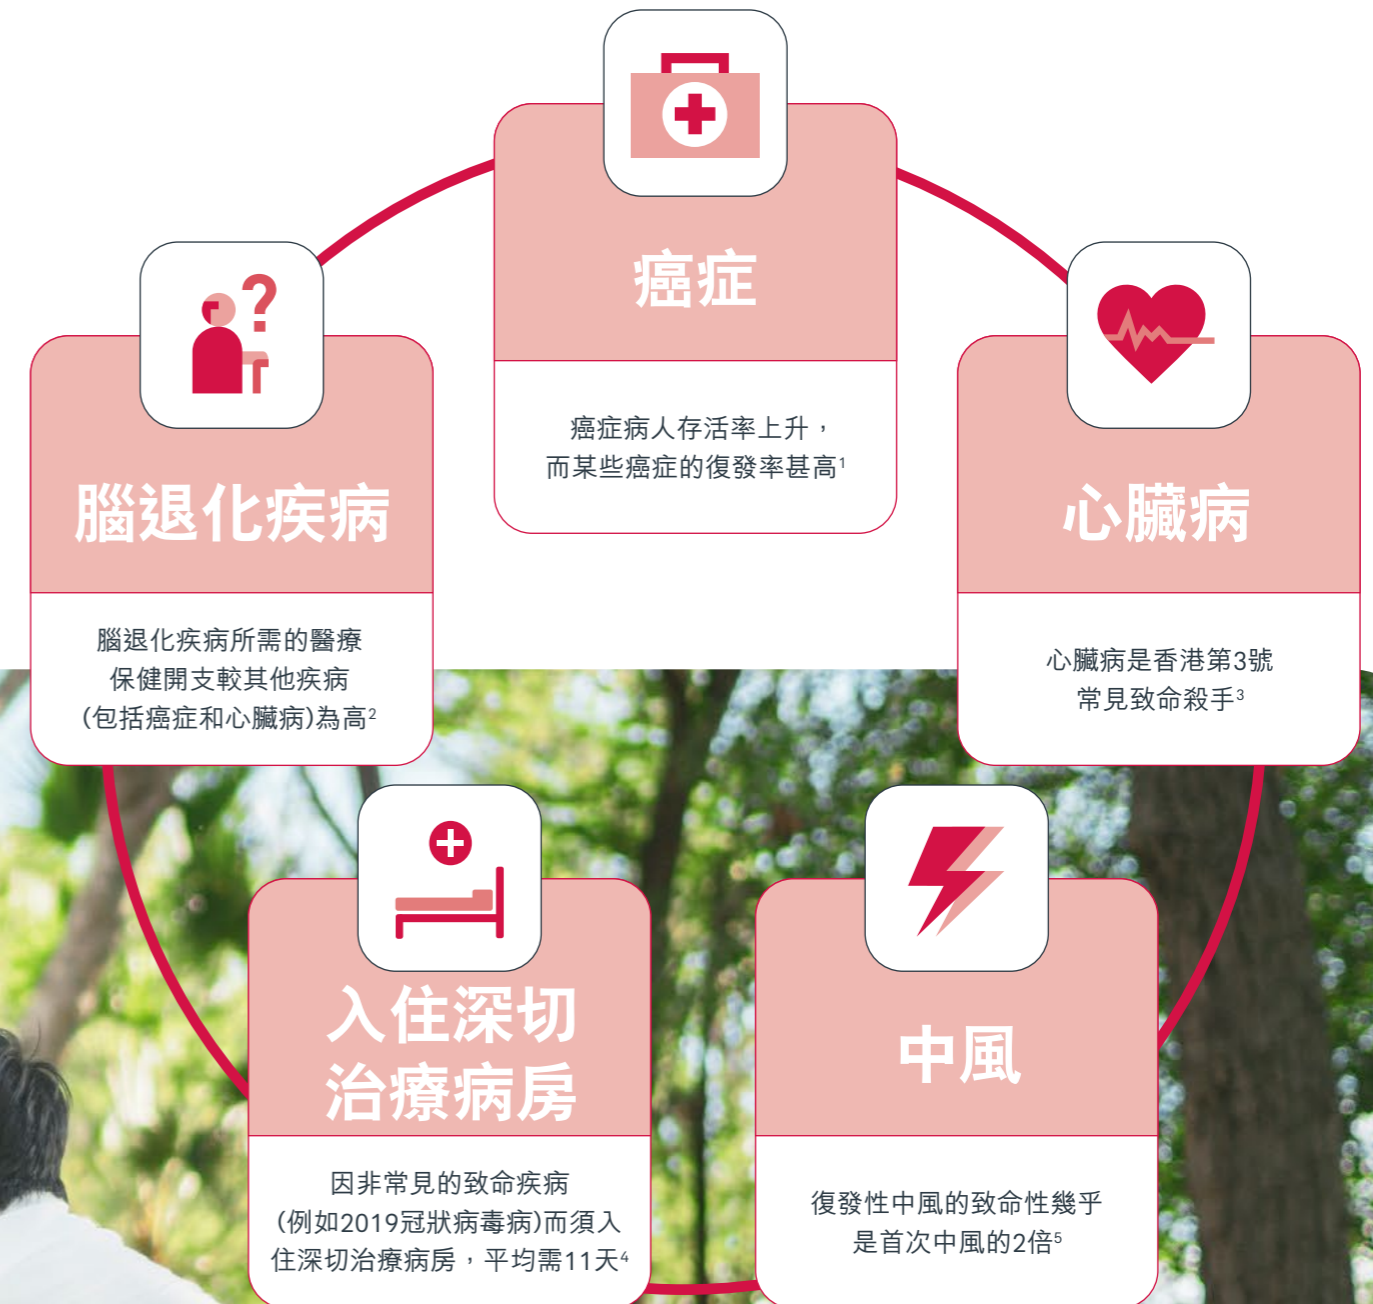 癌症
癌症病人存活率上升，
而某些癌症的復發率甚高¹
腦退化疾病
腦退化疾病所需的醫療
保健開支較其他疾病
(包括癌症和心臟病)為高²
心臟病
心臟病是香港第3號
常見致命殺手³
入住深切
治療病房
因非常見的致命疾病
(例如2019冠狀病毒病)而須入
住深切治療病房，平均需11天⁴
中風
復發性中風的致命性幾乎
是首次中風的2倍⁵